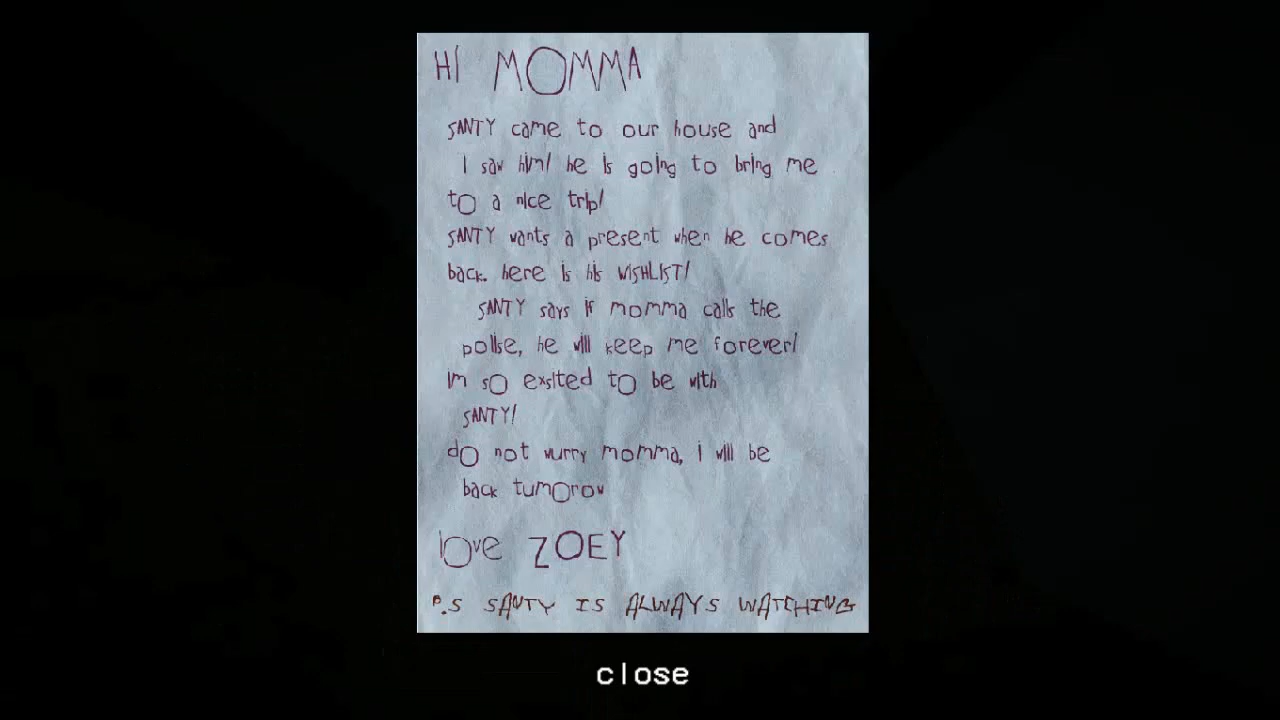 HI MOMMA
SANTY came to our house and
I saw him! he is going to bring me
to a nice trip!
SANTY wants a present when he comes
back. here is his WISHLIST!
SANTY says if momma calls the
polise, he will keep me forever!
Im so exsited to be with
SANTY!
do not wurry momma, i will be
back tumorow
love ZOEY
P.S SANTY IS ALWAYS WATCHING
close